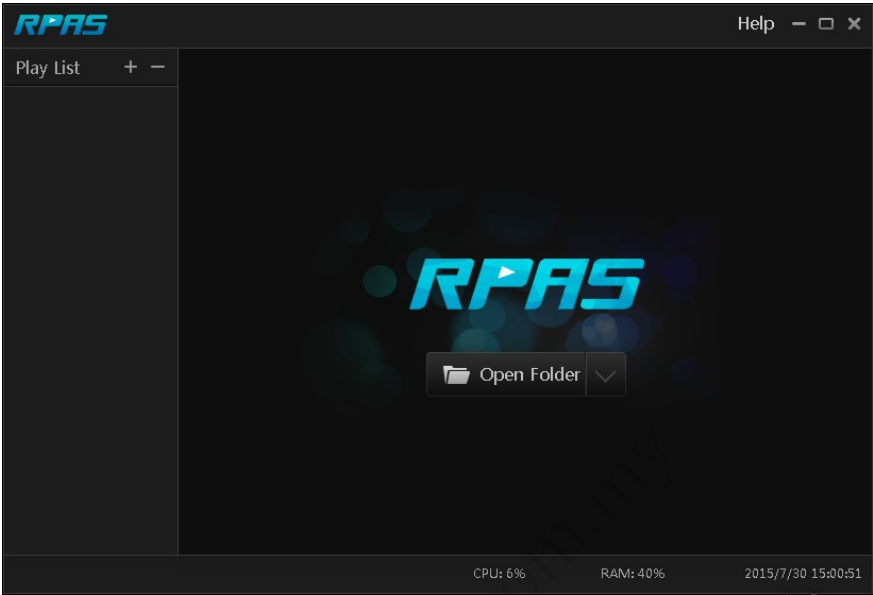 RPAS Help
Play List + −
RPAS
Open Folder
CPU: 6% RAM: 40% 2015/7/30 15:00:51